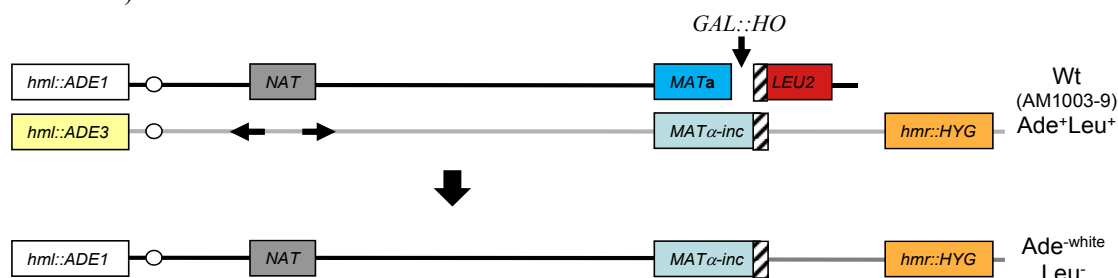 )
GAL::HO
hml::ADE1 NAT MATa LEU2 Wt
(AM1003-9)
hml::ADE3 MATα-inc hmr::HYG Ade⁺Leu⁺
hml::ADE1 NAT MATα-inc hmr::HYG Ade⁻ʷʰⁱᵗᵉ
Leu⁻